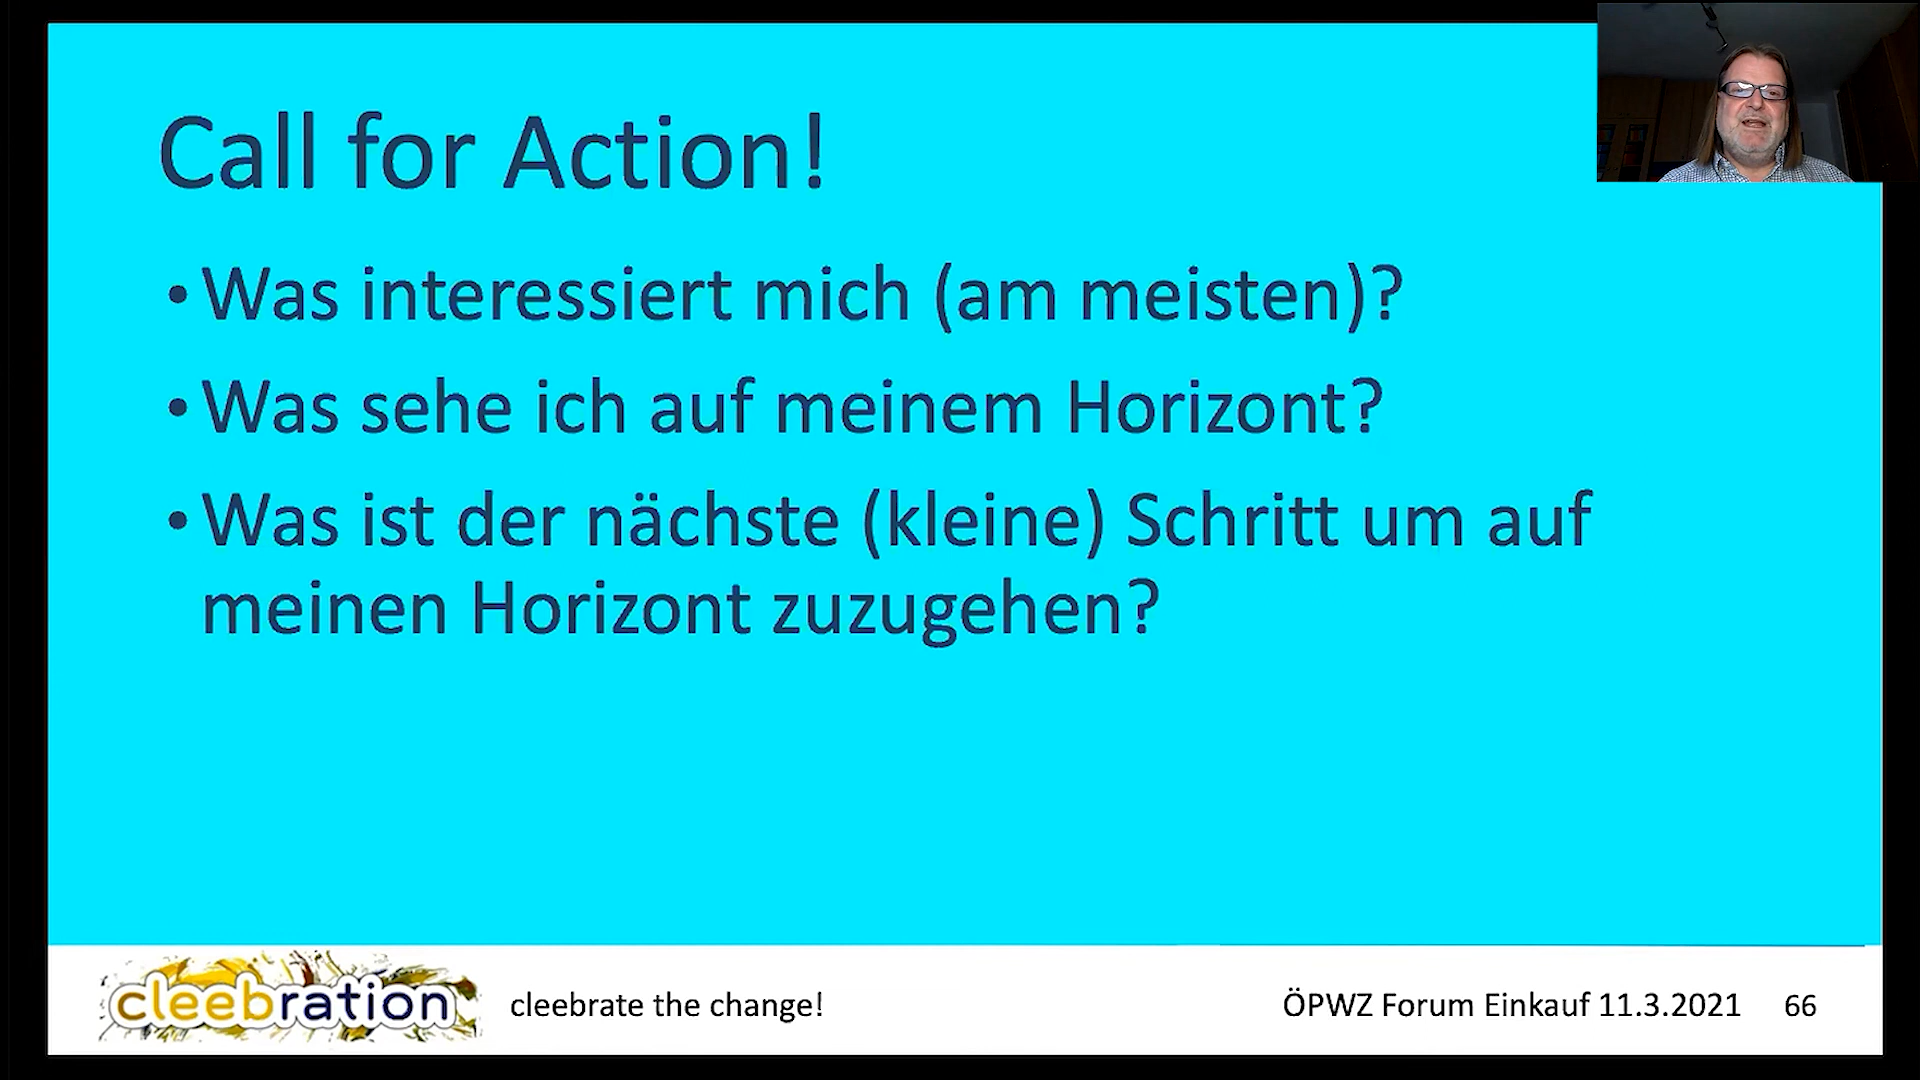 Call for Action!
• Was interessiert mich (am meisten)?
• Was sehe ich auf meinem Horizont?
• Was ist der nächste (kleine) Schritt um auf
meinen Horizont zuzugehen?
cleebration
cleebrate the change!
ÖPWZ Forum Einkauf 11.3.2021
66